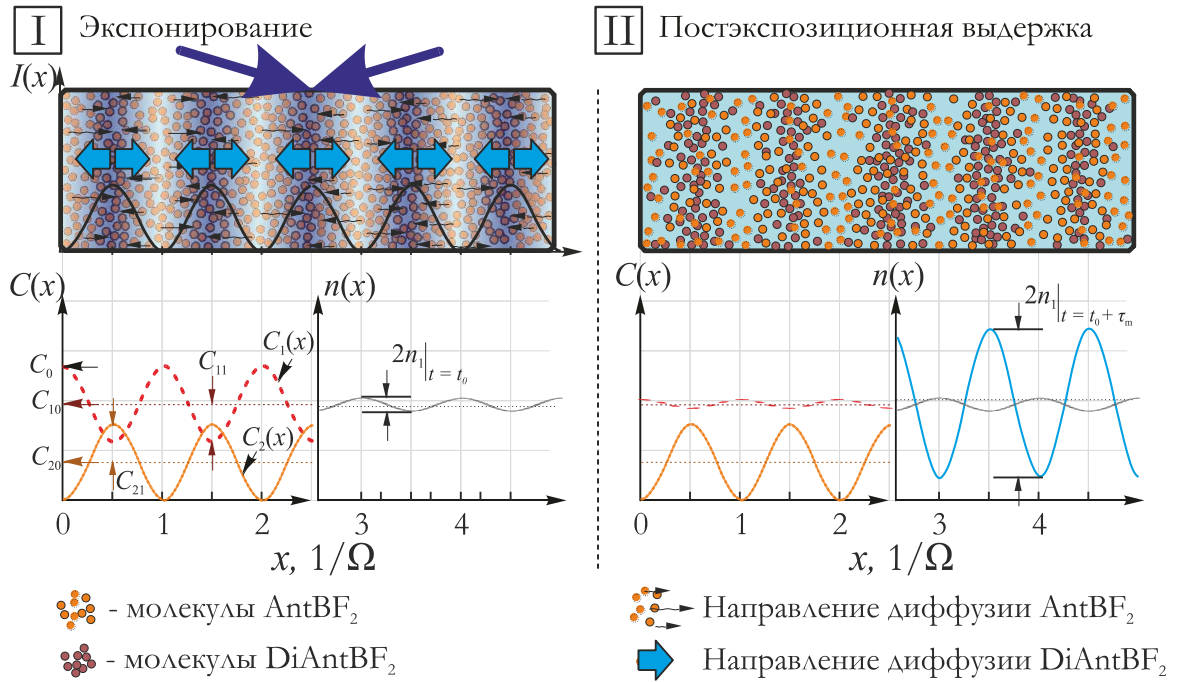 I Экспонирование
II Постэкспозиционная выдержка
I(x)
C(x)
n(x)
C₀
C₁₀
C₂₀
C₁₁
C₁(x)
C₂(x)
C₂₁
2n₁|t = t₀
0 1 2 3 4
x, 1/Ω
C(x)
n(x)
2n₁|t = t₀ + τₘ
0 1 2 3 4
x, 1/Ω
- молекулы AntBF₂
- молекулы DiAntBF₂
Направление диффузии AntBF₂
Направление диффузии DiAntBF₂